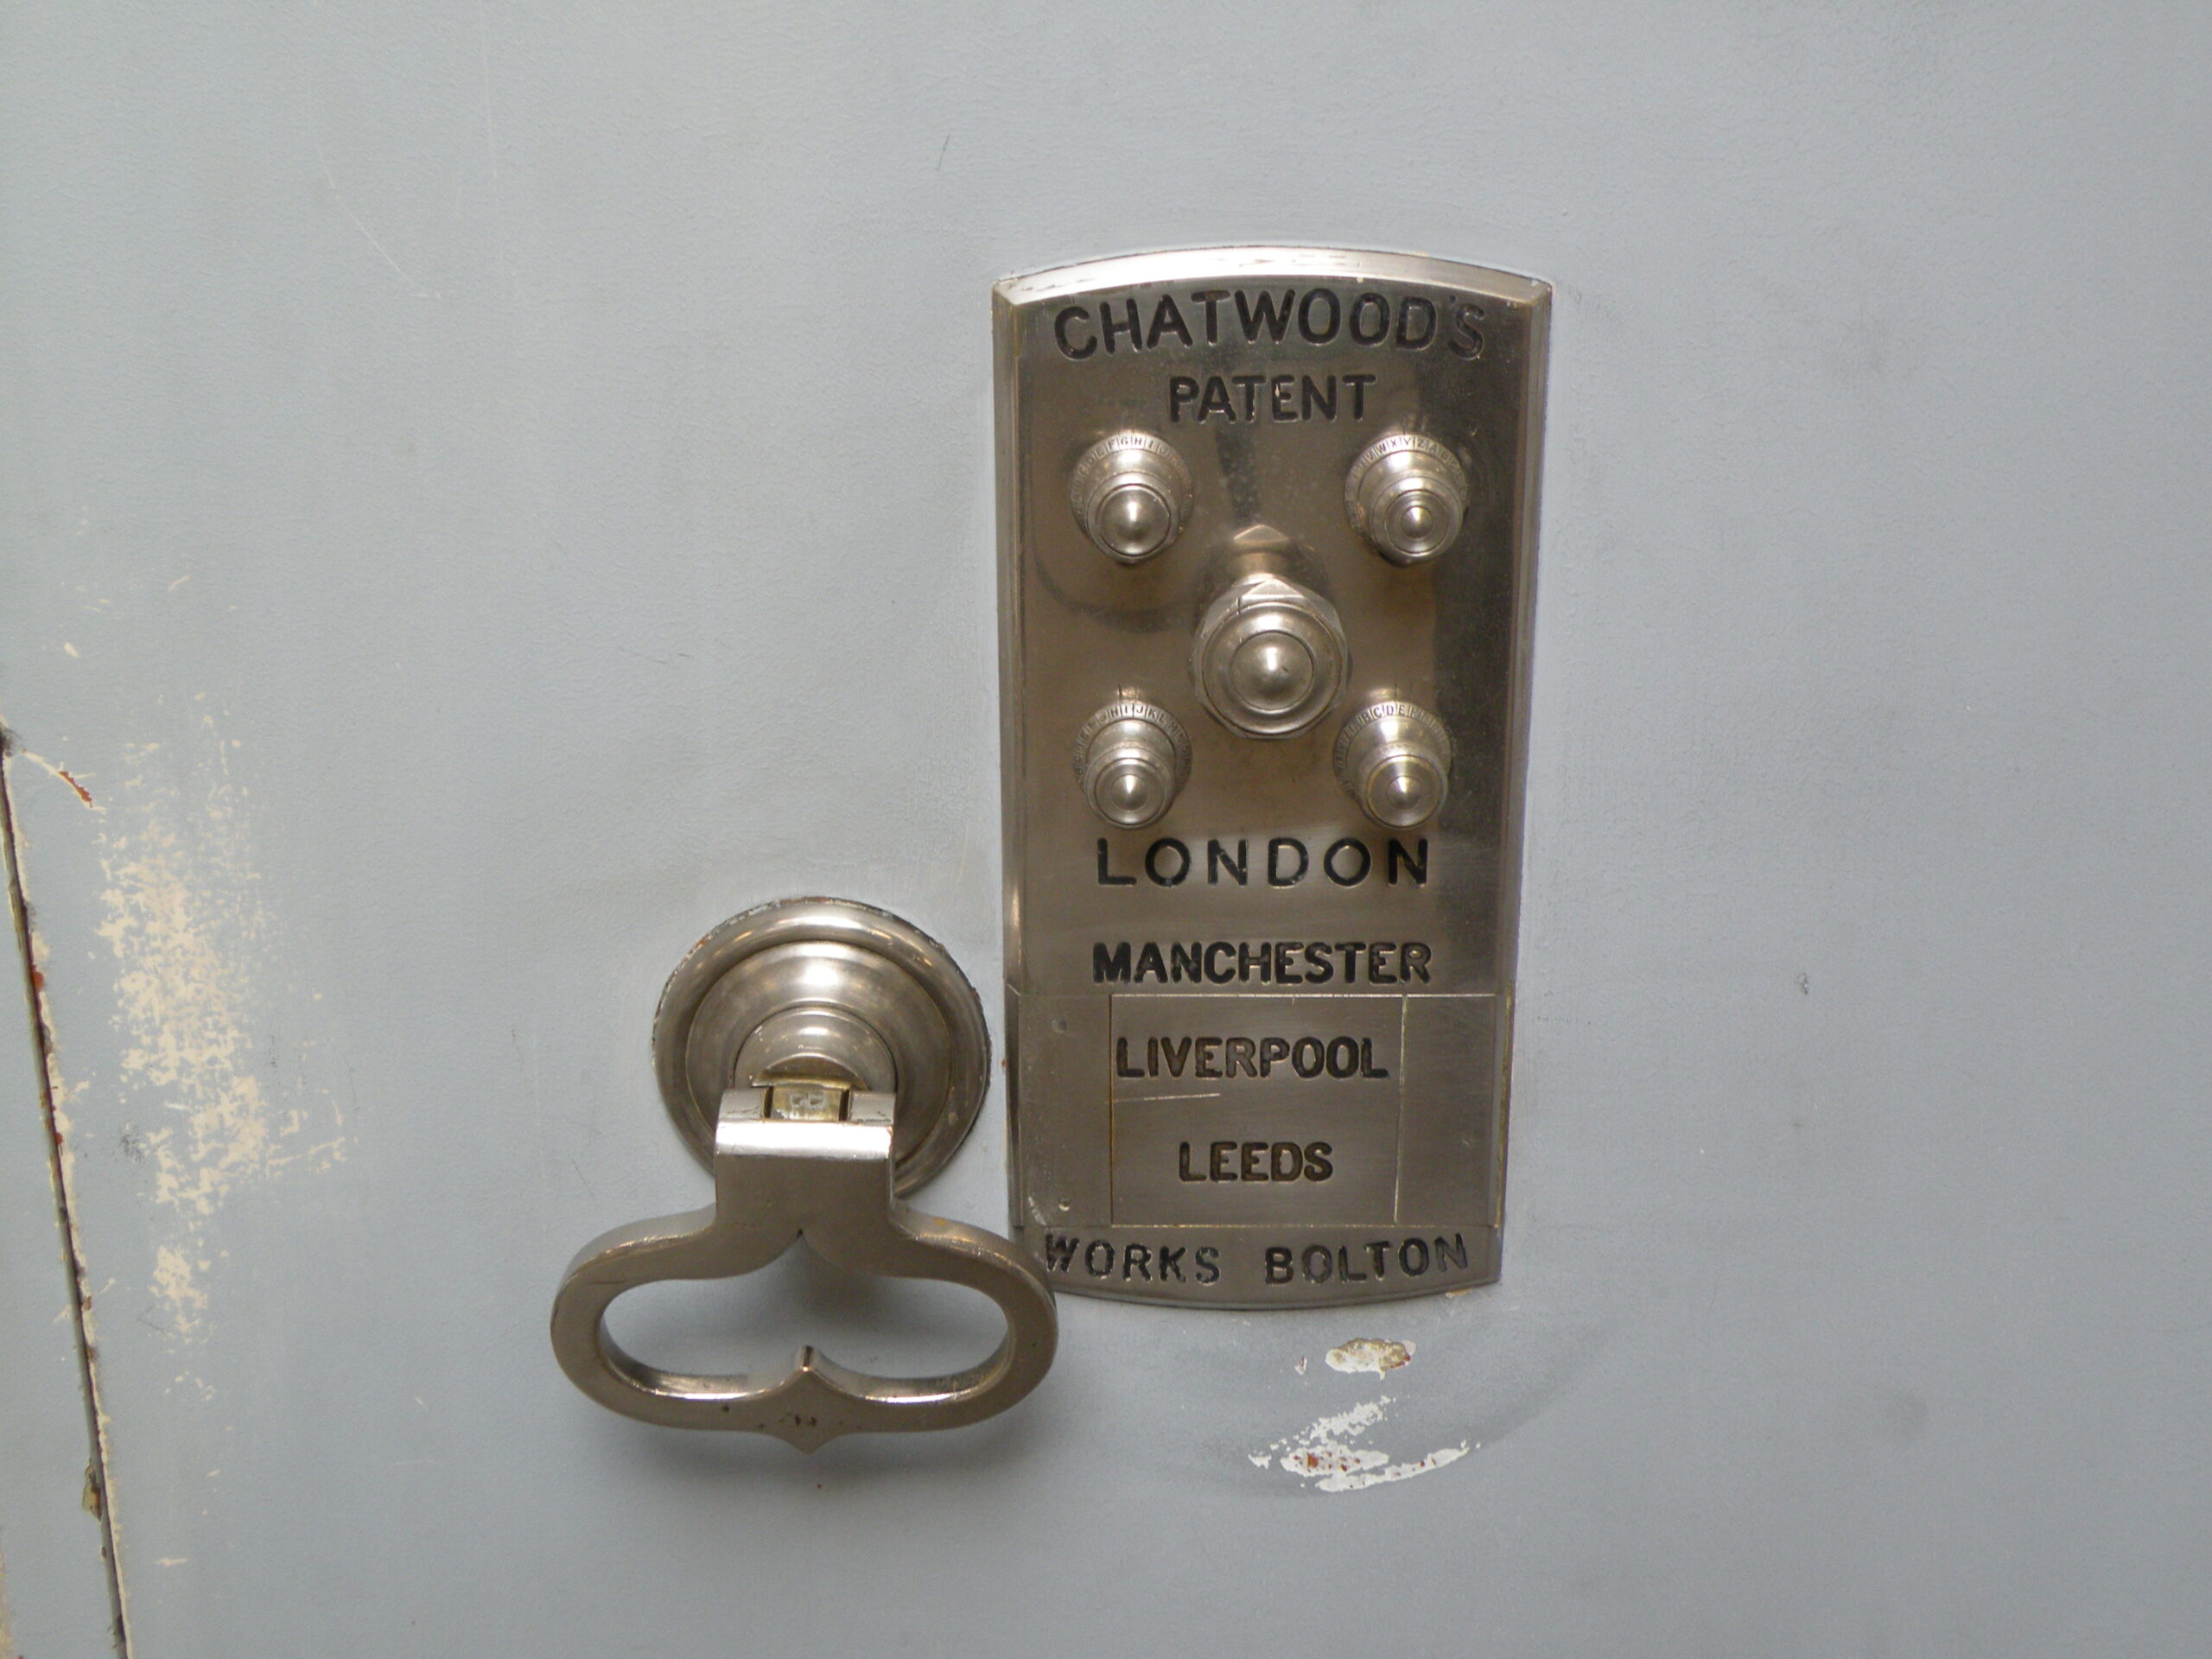 CHATWOOD'S
PATENT
LONDON
MANCHESTER
LIVERPOOL
LEEDS
WORKS BOLTON